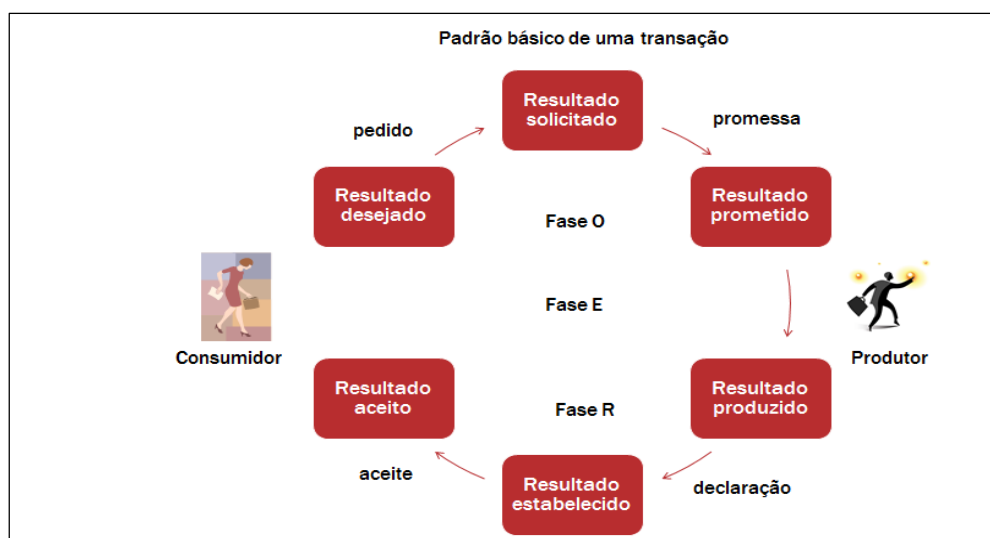 Padrão básico de uma transação
Resultado
solicitado
pedido
promessa
Resultado
desejado
Resultado
prometido
Fase O
Fase E
Consumidor
Produtor
Resultado
aceito
Resultado
produzido
Fase R
aceite
Resultado
estabelecido
declaração